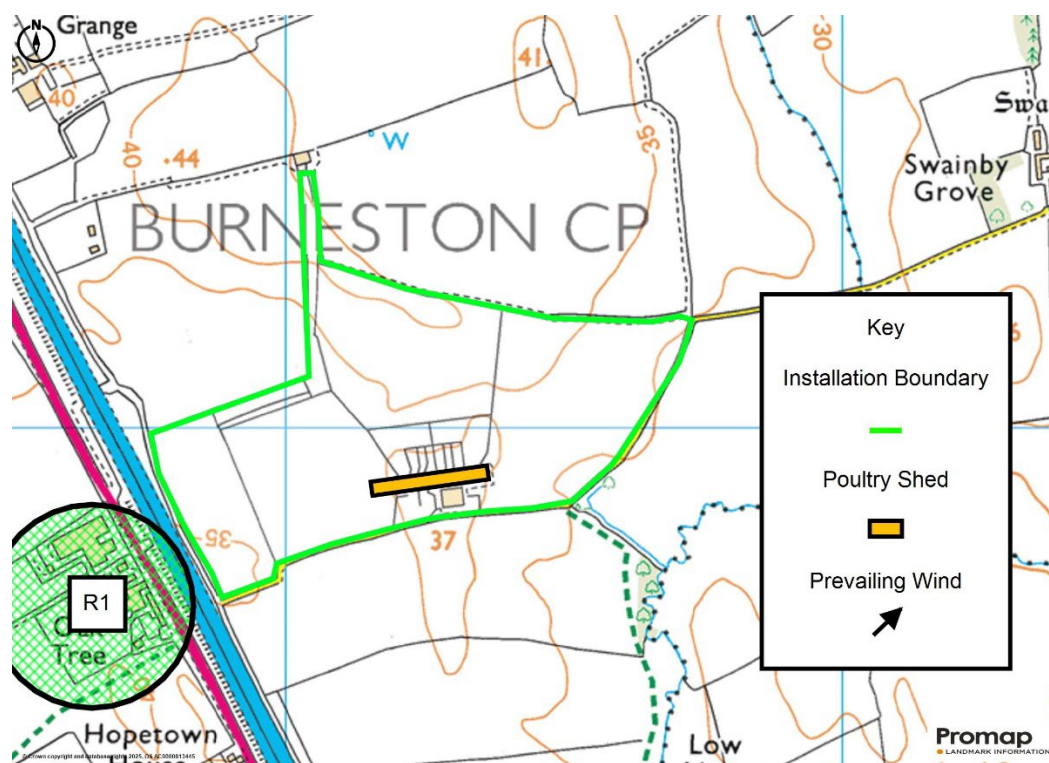 N
Grange
40
41
30
Swa
40
44
W
35
Swainby
Grove
BURNESTON CP
Key
Installation Boundary
Poultry Shed
Prevailing Wind
35
37
R1
Tree
Hopetown
Low
Promap
LANDMARK INFORMATION